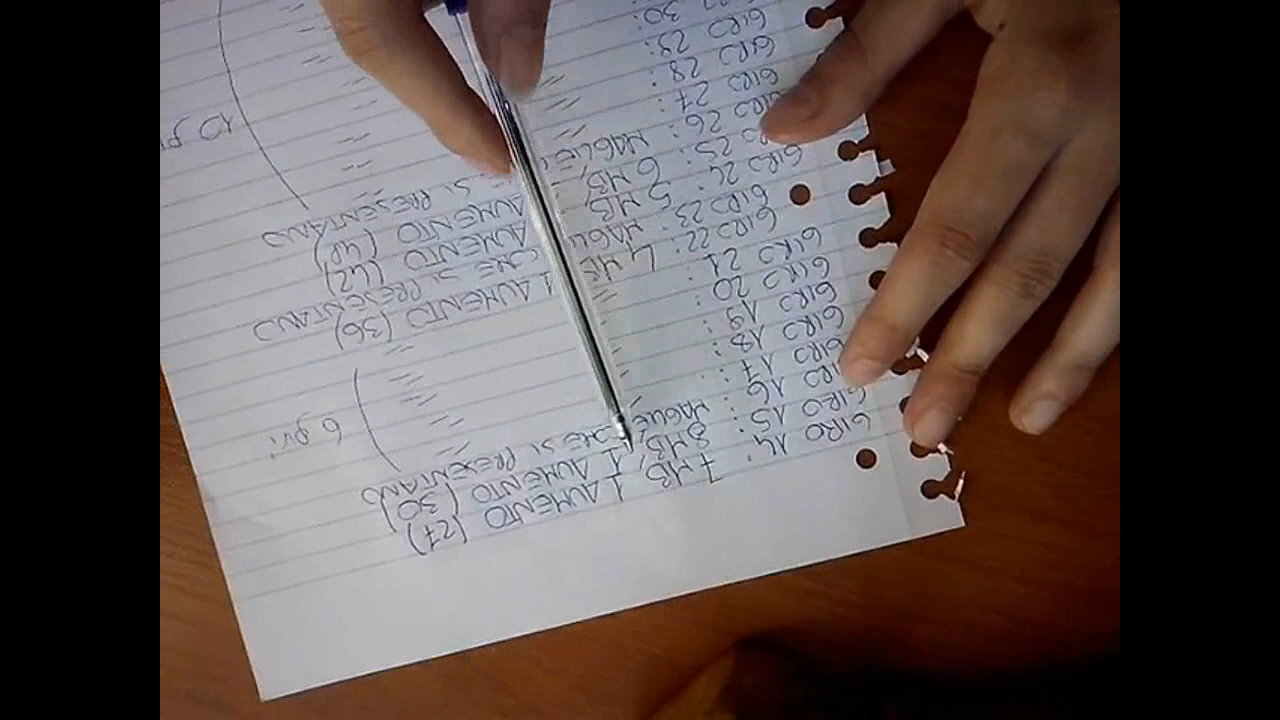 GIRO 14: 7 MB, 1 AUMENTO (27)
GIRO 15: 8 MB, 1 AUMENTO (30)
GIRO 16: MAGLIE COME SI PRESENTANO
GIRO 17: " "
GIRO 18: " "
GIRO 19: " " 6 giri
GIRO 20: " "
GIRO 21: " "
GIRO 22: 4 MB, 1 AUMENTO (36)
GIRO 23: MAGLIE COME SI PRESENTANO
GIRO 24: 5 MB, AUMENTO (42)
GIRO 25: 6 MB, AUMENTO (48)
GIRO 26: MAGLIE SI PRESENTANO
GIRO 27: " "
GIRO 28: " "
GIRO 29: " "
GIRO 30: " "